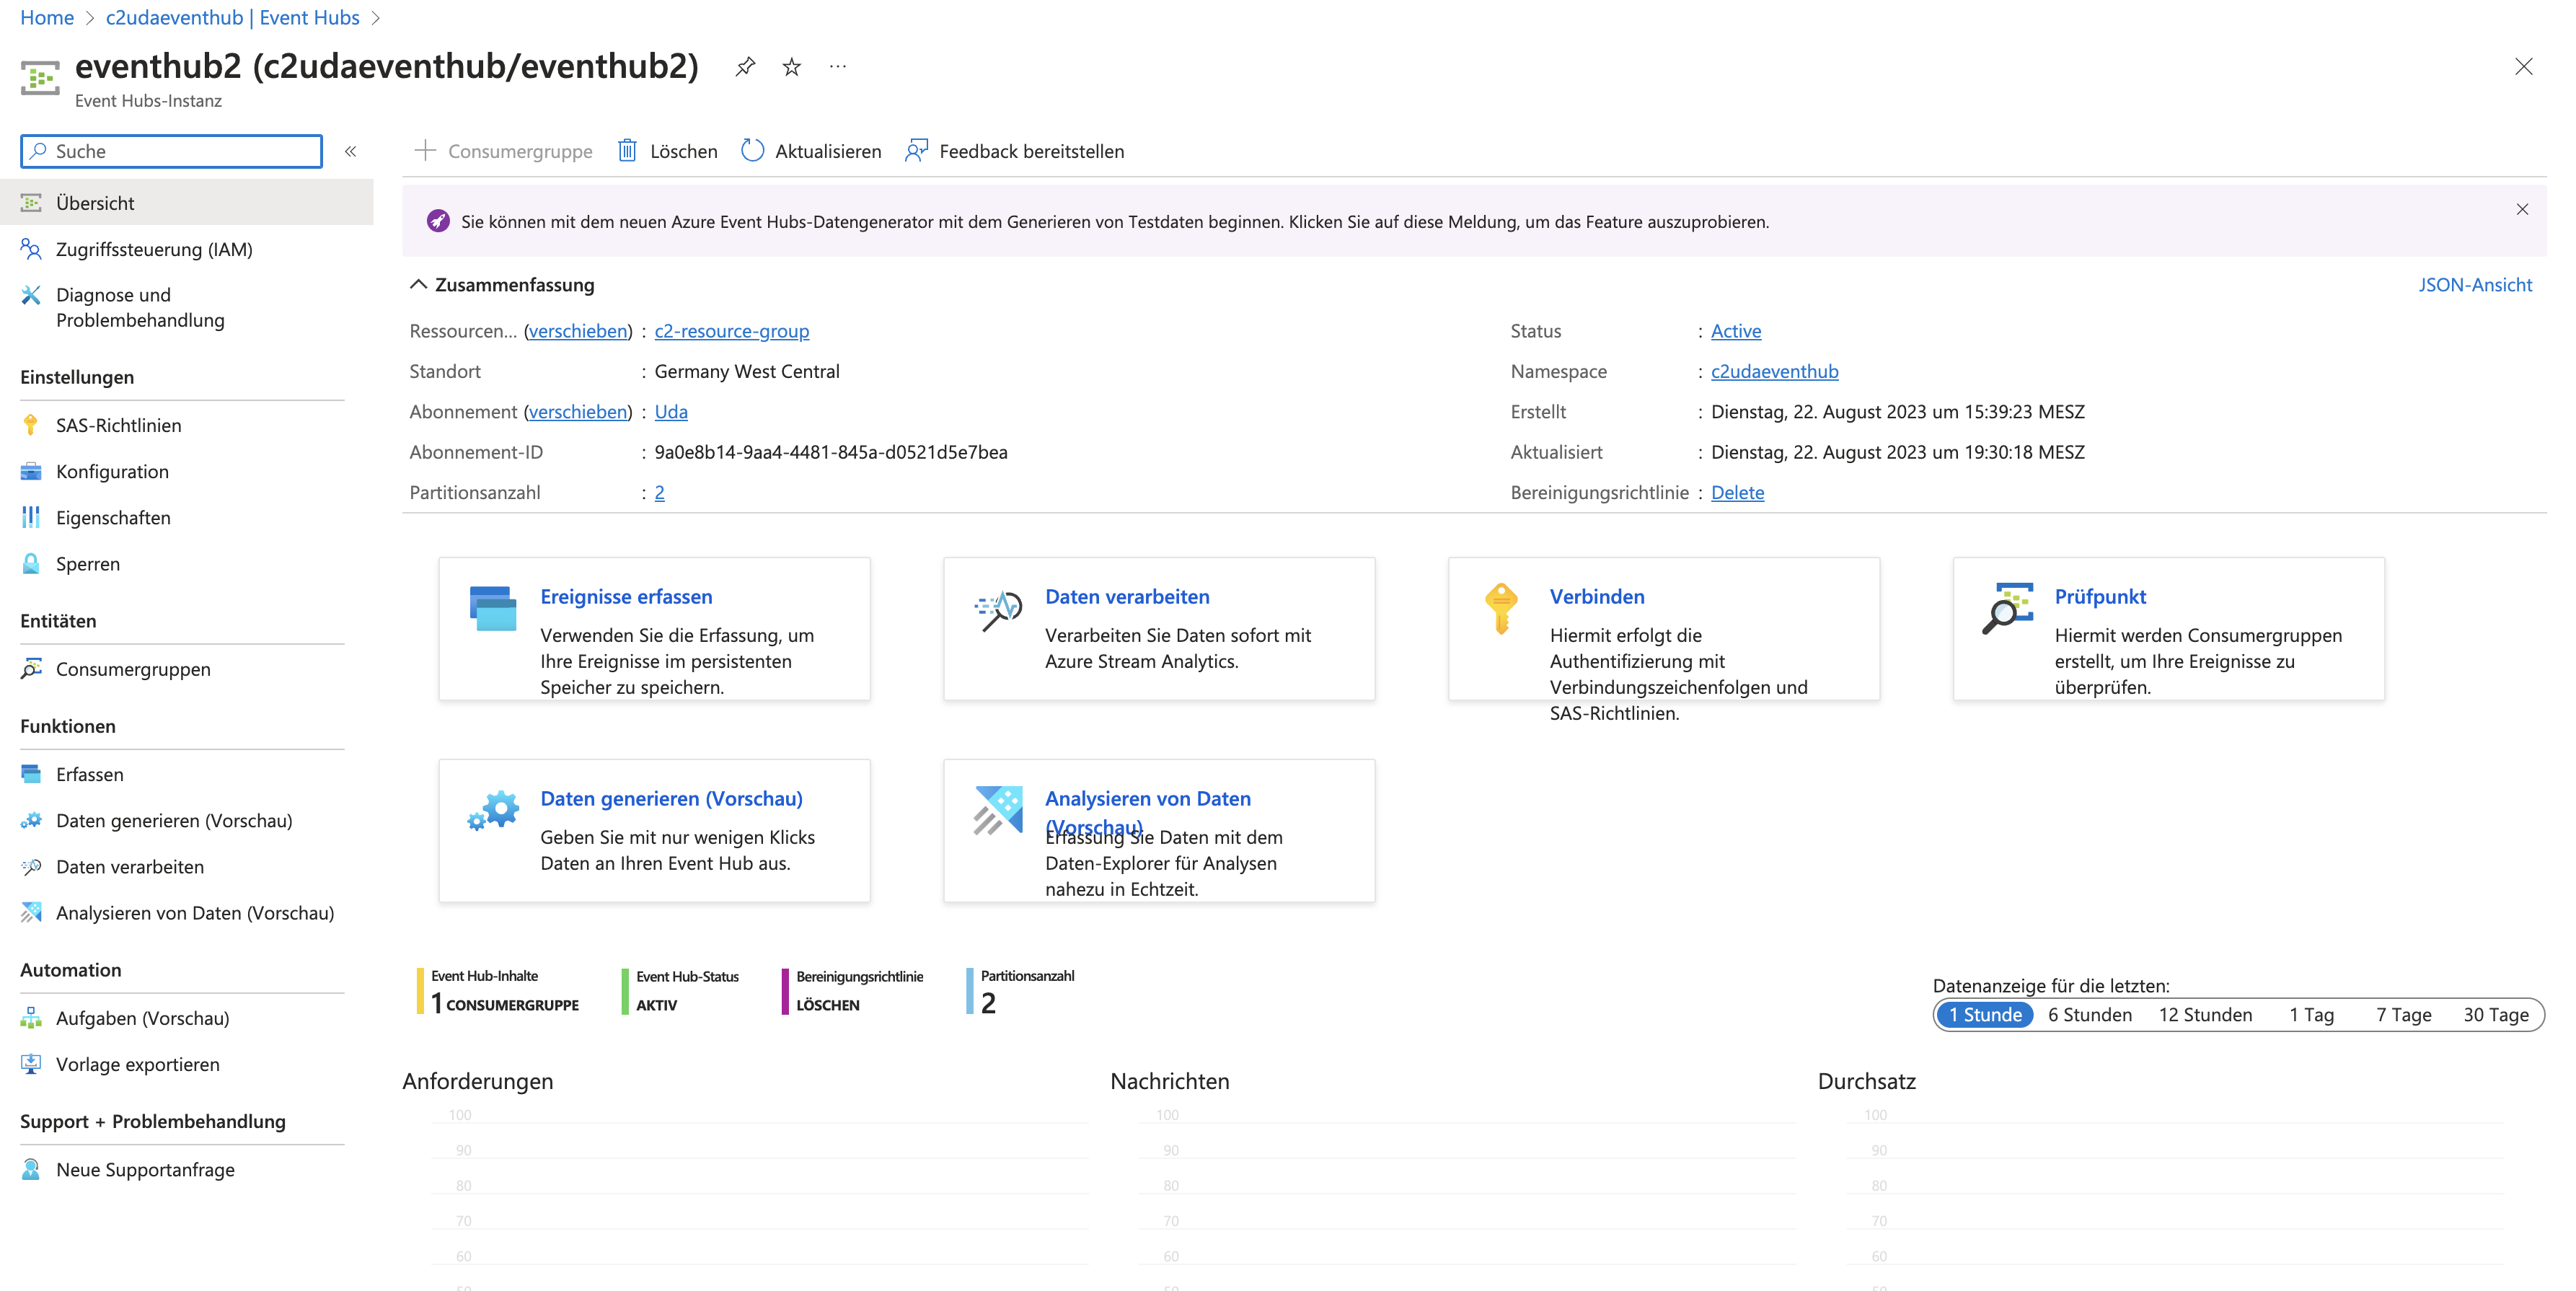 Home > c2udaeventhub | Event Hubs >
eventhub2 (c2udaeventhub/eventhub2)
Event Hubs-Instanz
Suche
Übersicht
Zugriffssteuerung (IAM)
Diagnose und
Problembehandlung
Einstellungen
SAS-Richtlinien
Konfiguration
Eigenschaften
Sperren
Entitäten
Consumergruppen
Funktionen
Erfassen
Daten generieren (Vorschau)
Daten verarbeiten
Analysieren von Daten (Vorschau)
Automation
Aufgaben (Vorschau)
Vorlage exportieren
Support + Problembehandlung
Neue Supportanfrage
Consumergruppe Löschen Aktualisieren Feedback bereitstellen
Sie können mit dem neuen Azure Event Hubs-Datengenerator mit dem Generieren von Testdaten beginnen. Klicken Sie auf diese Meldung, um das Feature auszuprobieren.
Zusammenfassung
JSON-Ansicht
Ressourcen... (verschieben) : c2-resource-group
Standort : Germany West Central
Abonnement (verschieben) : Uda
Abonnement-ID : 9a0e8b14-9aa4-4481-845a-d0521d5e7bea
Partitionsanzahl : 2
Status : Active
Namespace : c2udaeventhub
Erstellt : Dienstag, 22. August 2023 um 15:39:23 MESZ
Aktualisiert : Dienstag, 22. August 2023 um 19:30:18 MESZ
Bereinigungsrichtlinie : Delete
Ereignisse erfassen
Verwenden Sie die Erfassung, um
Ihre Ereignisse im persistenten
Speicher zu speichern.
Daten verarbeiten
Verarbeiten Sie Daten sofort mit
Azure Stream Analytics.
Verbinden
Hiermit erfolgt die
Authentifizierung mit
Verbindungszeichenfolgen und
SAS-Richtlinien.
Prüfpunkt
Hiermit werden Consumergruppen
erstellt, um Ihre Ereignisse zu
überprüfen.
Daten generieren (Vorschau)
Geben Sie mit nur wenigen Klicks
Daten an Ihren Event Hub aus.
Analysieren von Daten
(Vorschau)
Erfassung Sie Daten mit dem
Daten-Explorer für Analysen
nahezu in Echtzeit.
Event Hub-Inhalte
1 CONSUMERGRUPPE
Event Hub-Status
AKTIV
Bereinigungsrichtlinie
LÖSCHEN
Partitionsanzahl
2
Datenanzeige für die letzten:
1 Stunde 6 Stunden 12 Stunden 1 Tag 7 Tage 30 Tage
Anforderungen
100
90
80
70
60
50
Nachrichten
100
90
80
70
60
50
Durchsatz
100
90
80
70
60
50